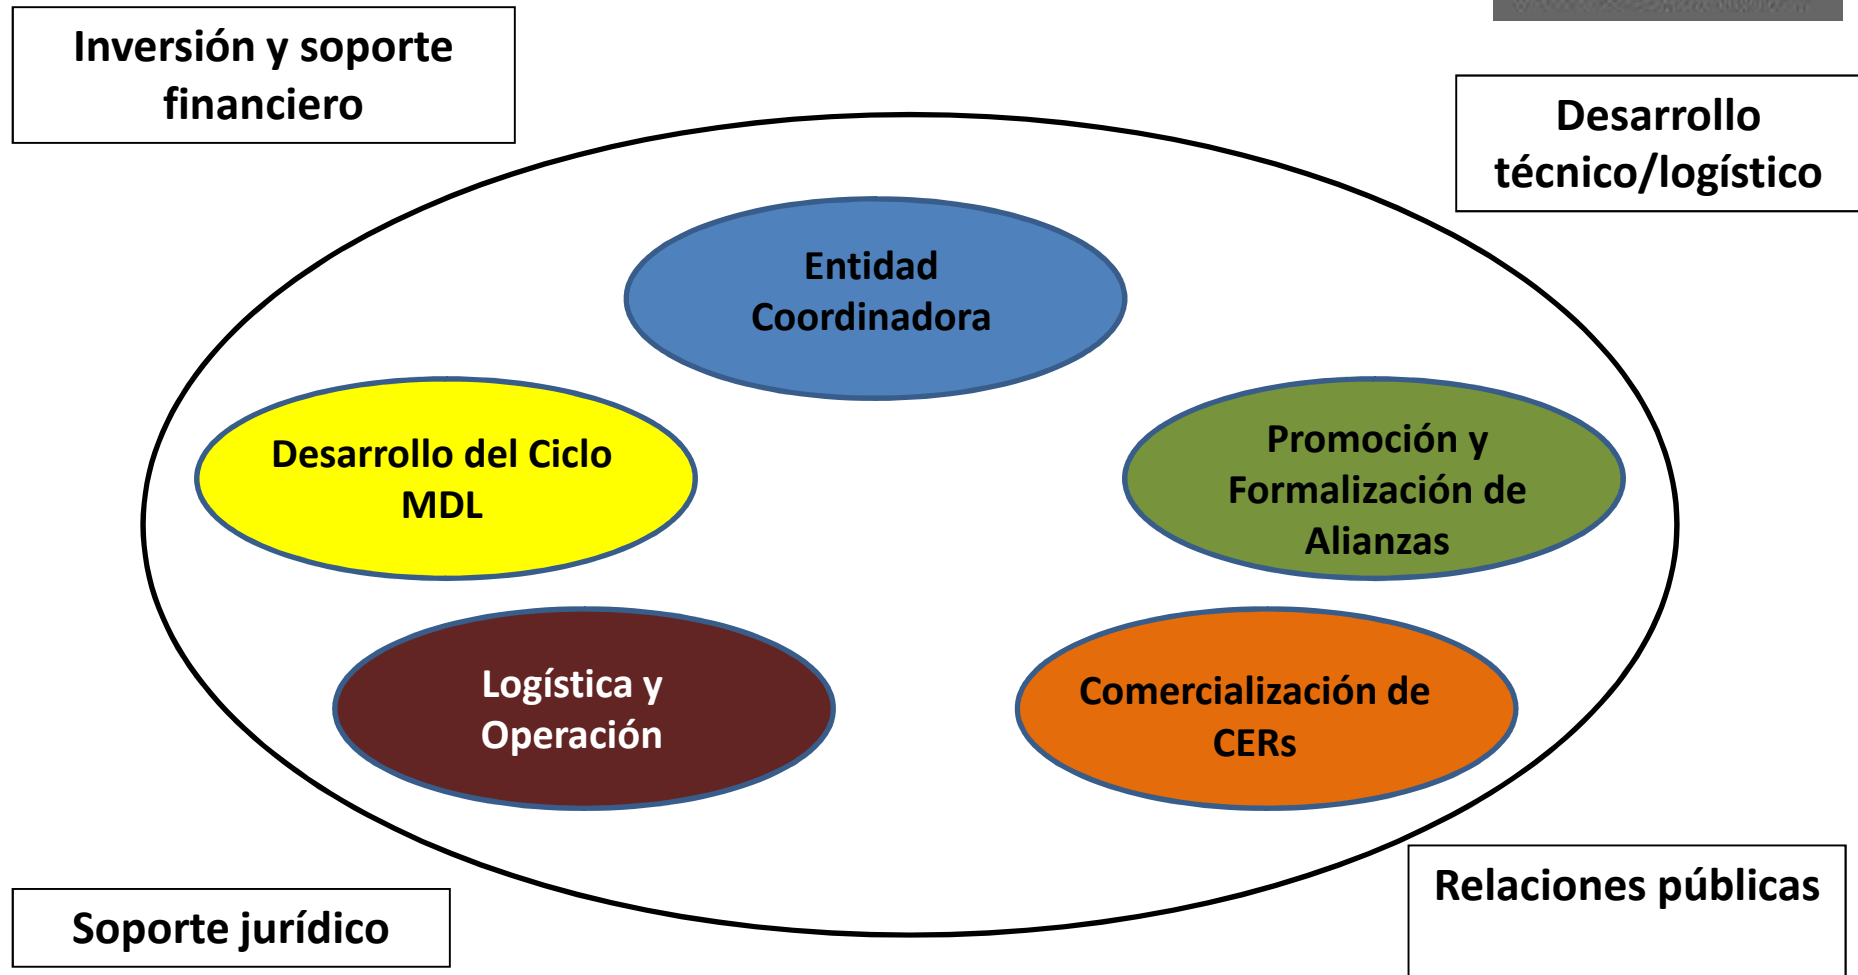 Inversión y soporte
financiero
Desarrollo
técnico/logístico
Entidad
Coordinadora
Desarrollo del Ciclo
MDL
Promoción y
Formalización de
Alianzas
Logística y
Operación
Comercialización de
CERs
Soporte jurídico
Relaciones públicas